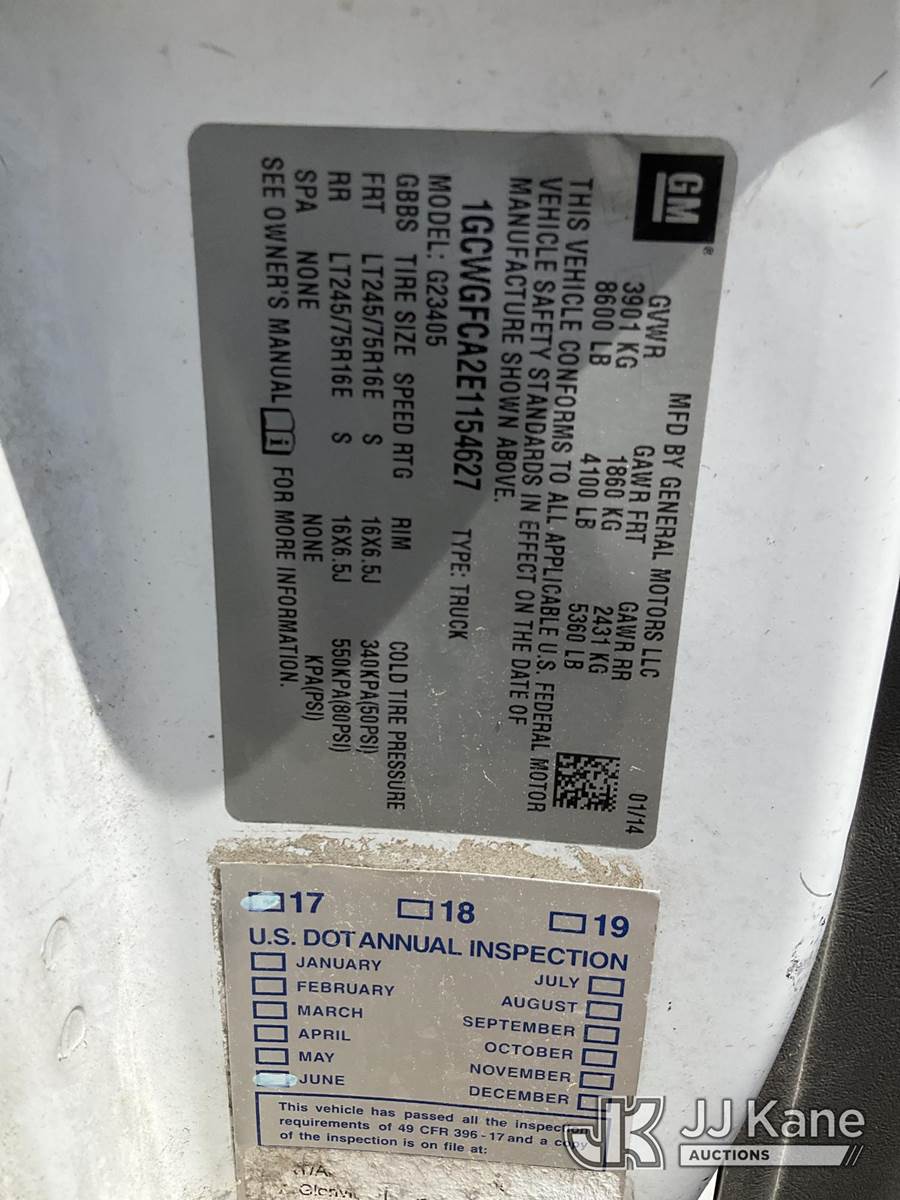 GM
®
MFD BY GENERAL MOTORS LLC
01/14
GVWR GAWR FRT GAWR RR
3901 KG 1860 KG 2431 KG
8600 LB 4100 LB 5360 LB
THIS VEHICLE CONFORMS TO ALL APPLICABLE U.S. FEDERAL MOTOR
VEHICLE SAFETY STANDARDS IN EFFECT ON THE DATE OF
MANUFACTURE SHOWN ABOVE.
1GCWGFCA2E1154627 TYPE: TRUCK
MODEL: G23405
GBBS TIRE SIZE SPEED RTG RIM COLD TIRE PRESSURE
FRT LT245/75R16E S 16X6.5J 340KPA(50PSI)
RR LT245/75R16E S 16X6.5J 550KPA(80PSI)
SPA NONE NONE KPA(PSI)
SEE OWNER'S MANUAL i FOR MORE INFORMATION.
17 18 19
U.S. DOT ANNUAL INSPECTION
JANUARY JULY
FEBRUARY AUGUST
MARCH SEPTEMBER
APRIL OCTOBER
MAY NOVEMBER
JUNE DECEMBER
This vehicle has passed all the inspection
requirements of 49 CFR 396-17 and a copy
of the inspection is on file at:
JK JJ Kane
AUCTIONS